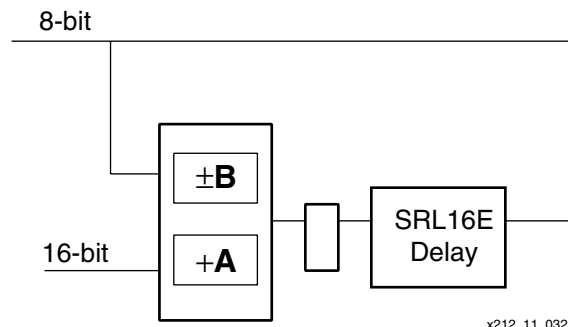 8-bit
±B
16-bit
+A
SRL16E
Delay
x212_11_032